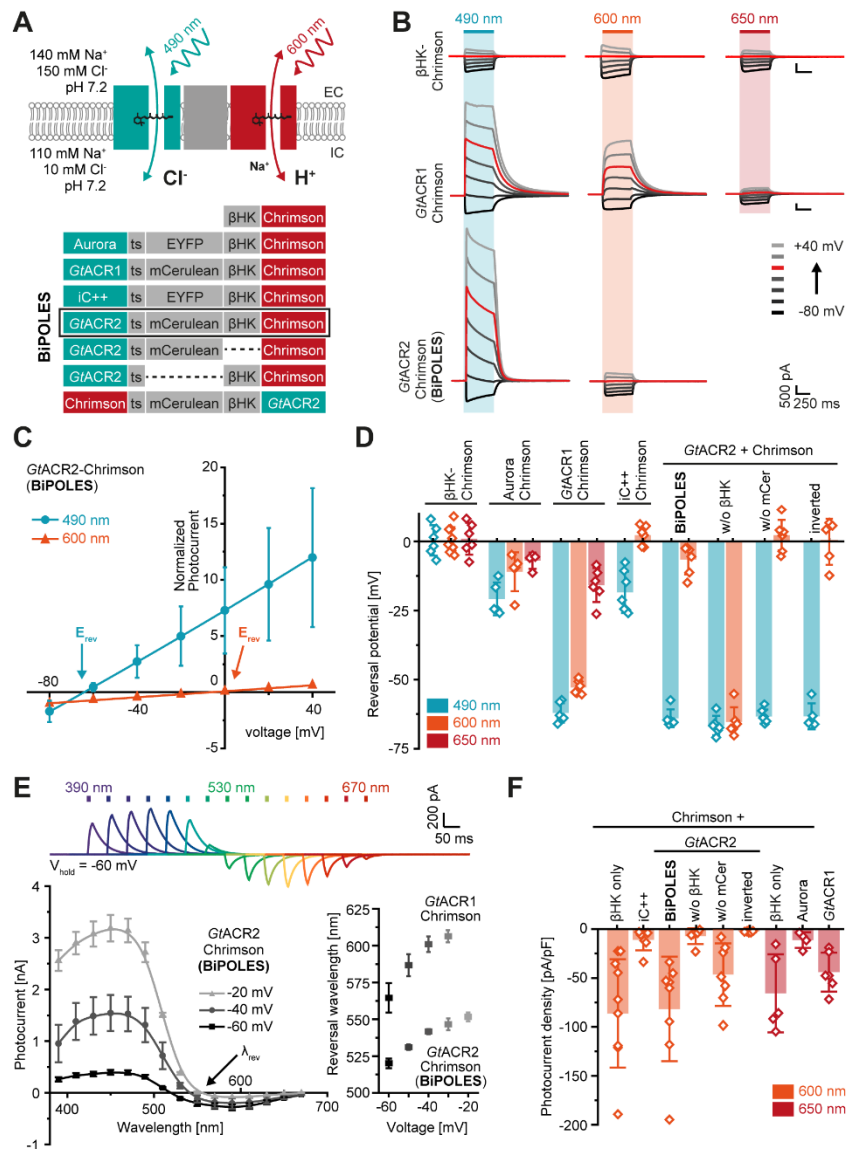 A
490 nm
600 nm
140 mM Na⁺
150 mM Cl⁻
pH 7.2
EC
IC
110 mM Na⁺
10 mM Cl⁻
pH 7.2
Cl⁻
Na⁺
H⁺
βHK Chrimson
Aurora ts EYFP βHK Chrimson
GtACR1 ts mCerulean βHK Chrimson
iC++ ts EYFP βHK Chrimson
BiPOLES
GtACR2 ts mCerulean βHK Chrimson
GtACR2 ts mCerulean Chrimson
GtACR2 ts βHK Chrimson
Chrimson ts mCerulean βHK GtACR2
B
490 nm 600 nm 650 nm
βHK-
Chrimson
GtACR1
Chrimson
GtACR2
Chrimson
(BiPOLES)
+40 mV
-80 mV
500 pA
250 ms
C
GtACR2-Chrimson
(BiPOLES)
490 nm
600 nm
Normalized
Photocurrent
20
15
10
5
0
-5
E rev
E rev
-80
-40
40
voltage [mV]
D
βHK-
Chrimson
Aurora
Chrimson
GtACR1
Chrimson
iC++
Chrimson
GtACR2 + Chrimson
BiPOLES
w/o βHK
w/o mCer
inverted
Reversal potential [mV]
0
-25
-50
-75
490 nm
600 nm
650 nm
E
390 nm 530 nm 670 nm
200 pA
50 ms
V hold = -60 mV
Photocurrent [nA]
4
3
2
1
0
-1
GtACR2
Chrimson
(BiPOLES)
-20 mV
-40 mV
-60 mV
λ rev
400 500 600 700
Wavelength [nm]
Reversal wavelength [nm]
650
625
600
575
550
525
500
GtACR1
Chrimson
GtACR2
Chrimson
(BiPOLES)
-60 -40 -20 0
Voltage [mV]
F
Chrimson +
GtACR2
βHK only
iC++
BiPOLES
w/o βHK
w/o mCer
inverted
βHK only
Aurora
GtACR1
Photocurrent density [pA/pF]
0
-50
-100
-150
-200
600 nm
650 nm